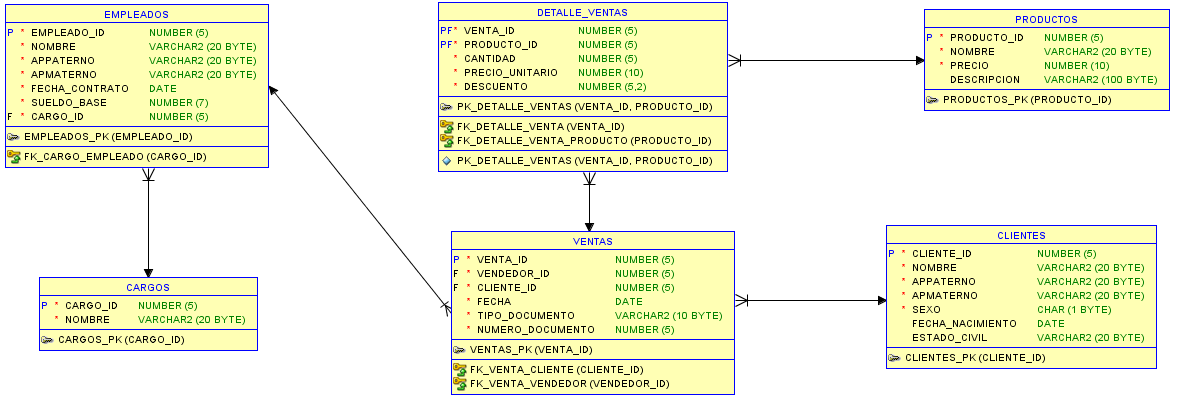 EMPLEADOS
P * EMPLEADO_ID NUMBER (5)
* NOMBRE VARCHAR2 (20 BYTE)
* APPATERNO VARCHAR2 (20 BYTE)
* APMATERNO VARCHAR2 (20 BYTE)
* FECHA_CONTRATO DATE
* SUELDO_BASE NUMBER (7)
F * CARGO_ID NUMBER (5)
EMPLEADOS_PK (EMPLEADO_ID)
FK_CARGO_EMPLEADO (CARGO_ID)
DETALLE_VENTAS
PF* VENTA_ID NUMBER (5)
PF* PRODUCTO_ID NUMBER (5)
* CANTIDAD NUMBER (5)
* PRECIO_UNITARIO NUMBER (10)
* DESCUENTO NUMBER (5,2)
PK_DETALLE_VENTAS (VENTA_ID, PRODUCTO_ID)
FK_DETALLE_VENTA (VENTA_ID)
FK_DETALLE_VENTA_PRODUCTO (PRODUCTO_ID)
PK_DETALLE_VENTAS (VENTA_ID, PRODUCTO_ID)
PRODUCTOS
P * PRODUCTO_ID NUMBER (5)
* NOMBRE VARCHAR2 (20 BYTE)
* PRECIO NUMBER (10)
DESCRIPCION VARCHAR2 (100 BYTE)
PRODUCTOS_PK (PRODUCTO_ID)
CARGOS
P * CARGO_ID NUMBER (5)
* NOMBRE VARCHAR2 (20 BYTE)
CARGOS_PK (CARGO_ID)
VENTAS
P * VENTA_ID NUMBER (5)
F * VENDEDOR_ID NUMBER (5)
F * CLIENTE_ID NUMBER (5)
* FECHA DATE
* TIPO_DOCUMENTO VARCHAR2 (10 BYTE)
* NUMERO_DOCUMENTO NUMBER (5)
VENTAS_PK (VENTA_ID)
FK_VENTA_CLIENTE (CLIENTE_ID)
FK_VENTA_VENDEDOR (VENDEDOR_ID)
CLIENTES
P * CLIENTE_ID NUMBER (5)
* NOMBRE VARCHAR2 (20 BYTE)
* APPATERNO VARCHAR2 (20 BYTE)
* APMATERNO VARCHAR2 (20 BYTE)
* SEXO CHAR (1 BYTE)
FECHA_NACIMIENTO DATE
ESTADO_CIVIL VARCHAR2 (20 BYTE)
CLIENTES_PK (CLIENTE_ID)